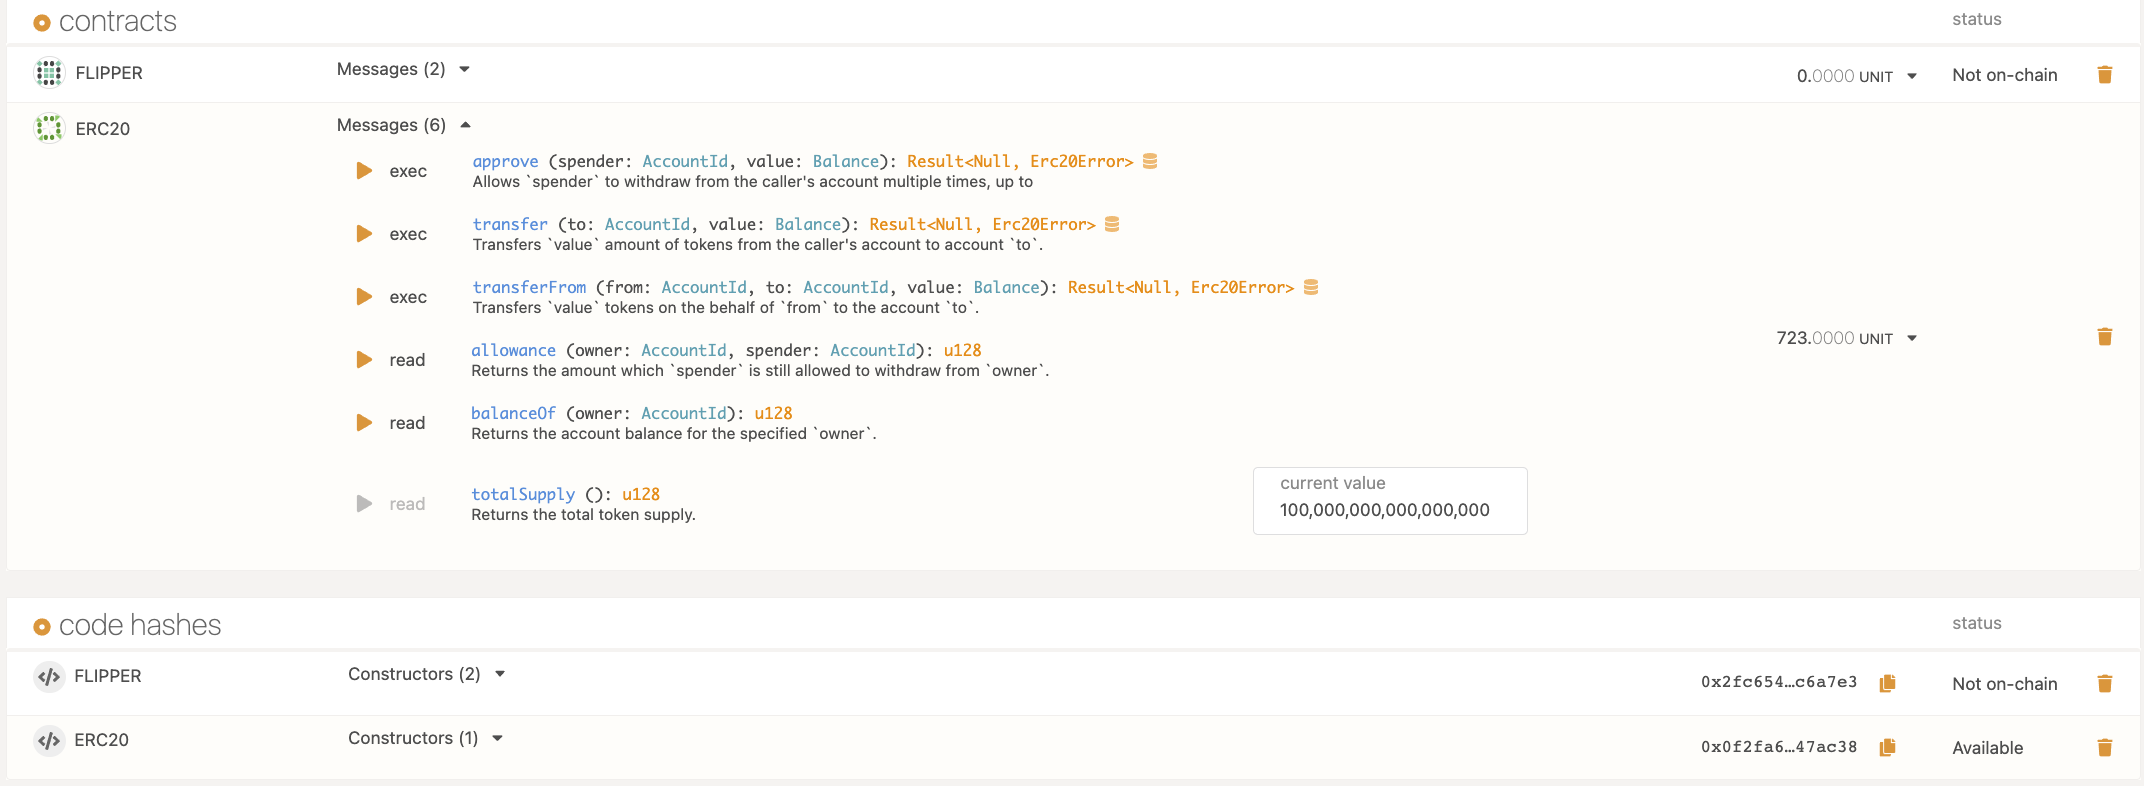 contracts status
FLIPPER Messages (2) 0.0000 UNIT Not on-chain
ERC20 Messages (6)
exec approve (spender: AccountId, value: Balance): Result<Null, Erc20Error>
Allows `spender` to withdraw from the caller's account multiple times, up to
exec transfer (to: AccountId, value: Balance): Result<Null, Erc20Error>
Transfers `value` amount of tokens from the caller's account to account `to`.
exec transferFrom (from: AccountId, to: AccountId, value: Balance): Result<Null, Erc20Error>
Transfers `value` tokens on the behalf of `from` to the account `to`.
723.0000 UNIT
read allowance (owner: AccountId, spender: AccountId): u128
Returns the amount which `spender` is still allowed to withdraw from `owner`.
read balanceOf (owner: AccountId): u128
Returns the account balance for the specified `owner`.
read totalSupply (): u128
Returns the total token supply.
current value
100,000,000,000,000,000
code hashes status
FLIPPER Constructors (2) 0x2fc654…c6a7e3 Not on-chain
ERC20 Constructors (1) 0x0f2fa6…47ac38 Available